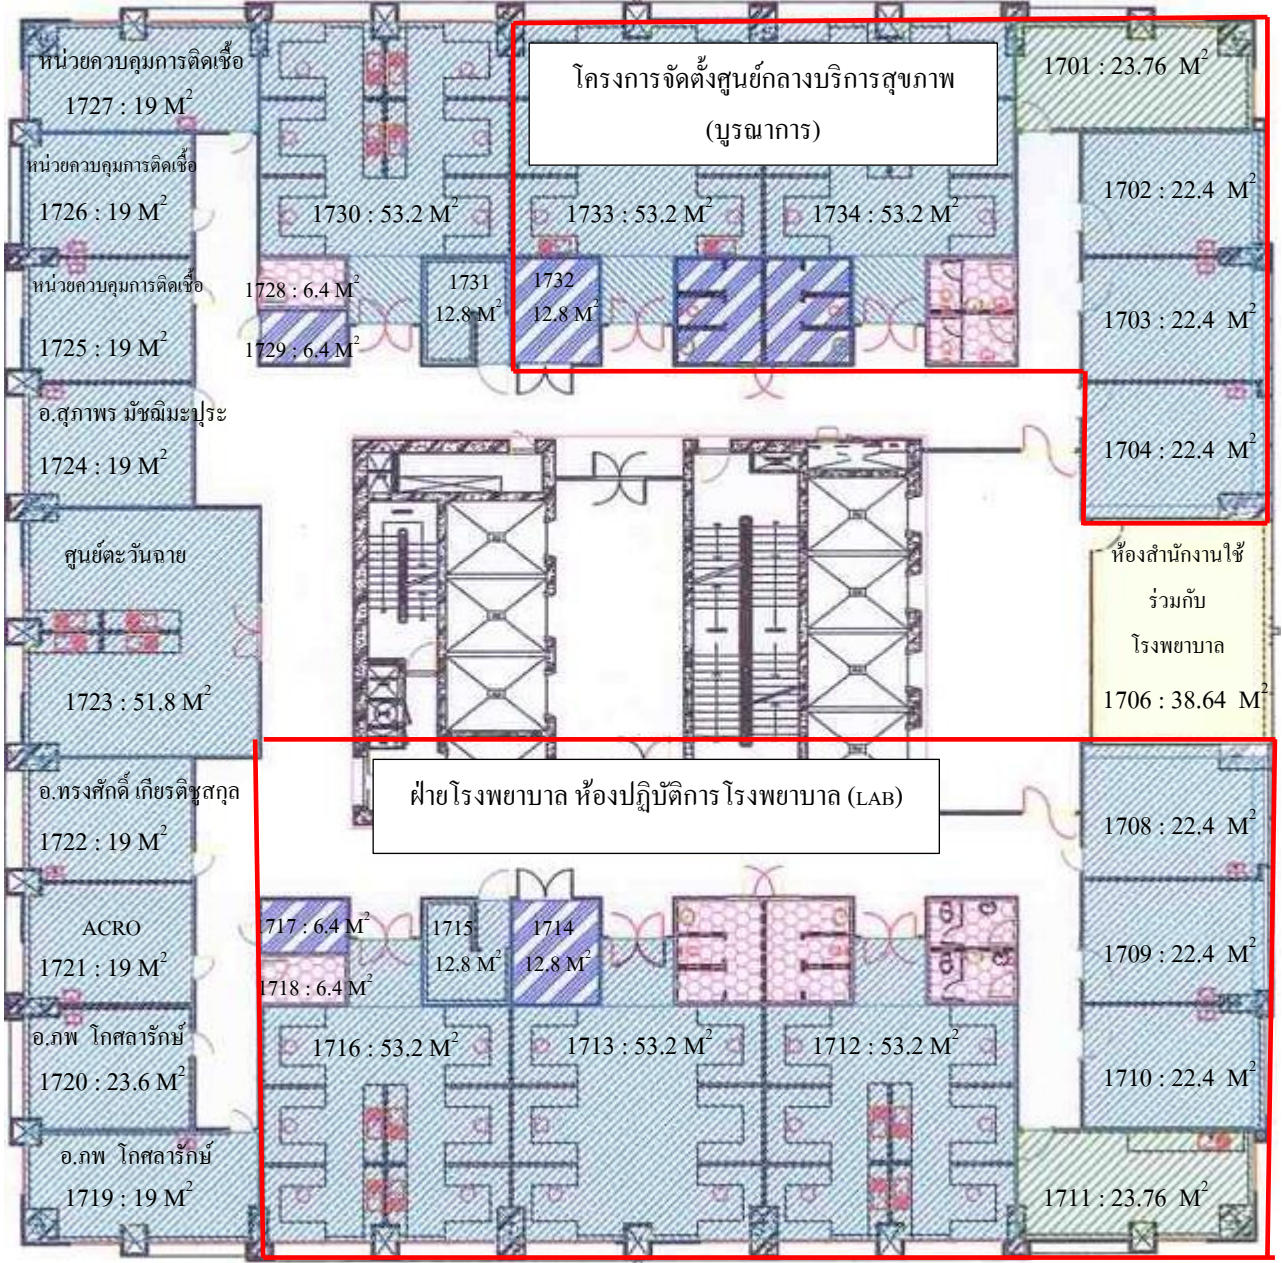 หน่วยควบคุมการติดเชื้อ
1727 : 19 M²
โครงการจัดตั้งศูนย์กลางบริการสุขภาพ
(บูรณาการ)
1701 : 23.76 M²
หน่วยควบคุมการติดเชื้อ
1726 : 19 M²
1730 : 53.2 M²
1733 : 53.2 M²
1734 : 53.2 M²
1702 : 22.4 M²
หน่วยควบคุมการติดเชื้อ
1725 : 19 M²
1728 : 6.4 M²
1729 : 6.4 M²
1731
12.8 M²
1732
12.8 M²
1703 : 22.4 M²
อ.สุภาพร มัชฌิมะปุระ
1724 : 19 M²
1704 : 22.4 M²
ศูนย์ตะวันฉาย
1723 : 51.8 M²
ห้องสำนักงานใช้
ร่วมกับ
โรงพยาบาล
1706 : 38.64 M²
อ.ทรงศักดิ์ เกียรติชูสกุล
1722 : 19 M²
ฝ่ายโรงพยาบาล ห้องปฏิบัติการโรงพยาบาล (LAB)
1708 : 22.4 M²
ACRO
1721 : 19 M²
1717 : 6.4 M²
1718 : 6.4 M²
1715
12.8 M²
1714
12.8 M²
1709 : 22.4 M²
อ.ภพ โกศลารักษ์
1720 : 23.6 M²
1716 : 53.2 M²
1713 : 53.2 M²
1712 : 53.2 M²
1710 : 22.4 M²
อ.ภพ โกศลารักษ์
1719 : 19 M²
1711 : 23.76 M²